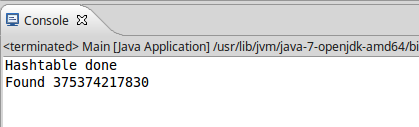 Console
<terminated> Main [Java Application] /usr/lib/jvm/java-7-openjdk-amd64/bi
Hashtable done
Found 375374217830